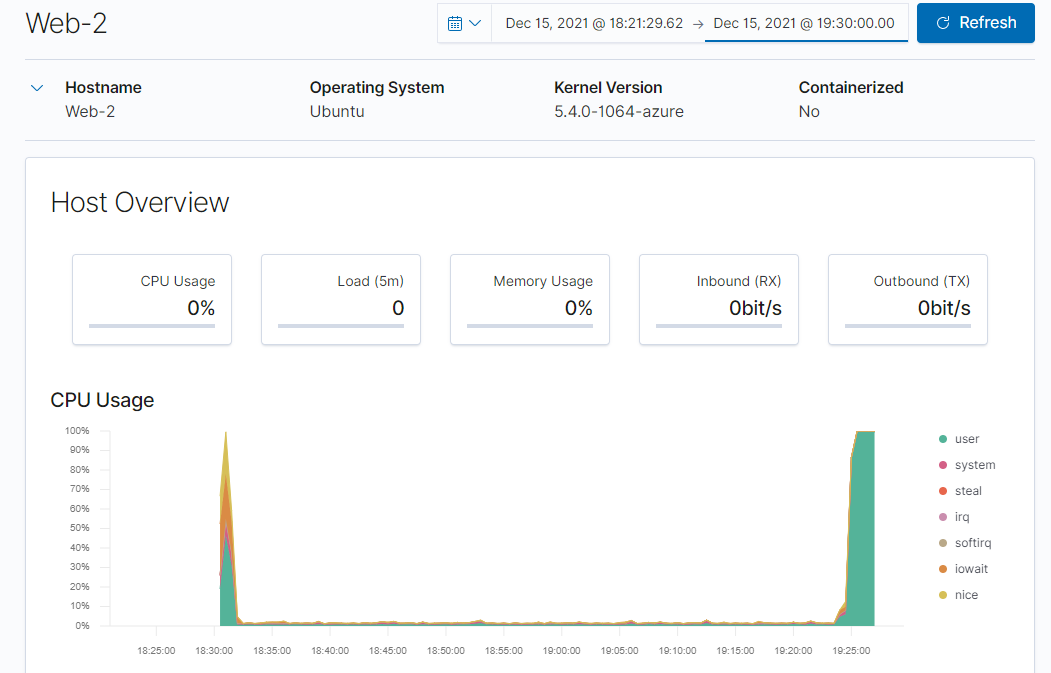 Web-2
Dec 15, 2021 @ 18:21:29.62 → Dec 15, 2021 @ 19:30:00.00
Refresh
Hostname Operating System Kernel Version Containerized
Web-2 Ubuntu 5.4.0-1064-azure No
Host Overview
CPU Usage Load (5m) Memory Usage Inbound (RX) Outbound (TX)
0% 0 0% 0bit/s 0bit/s
CPU Usage
100%
90%
80%
70%
60%
50%
40%
30%
20%
10%
0%
18:25:00 18:30:00 18:35:00 18:40:00 18:45:00 18:50:00 18:55:00 19:00:00 19:05:00 19:10:00 19:15:00 19:20:00 19:25:00
user
system
steal
irq
softirq
iowait
nice